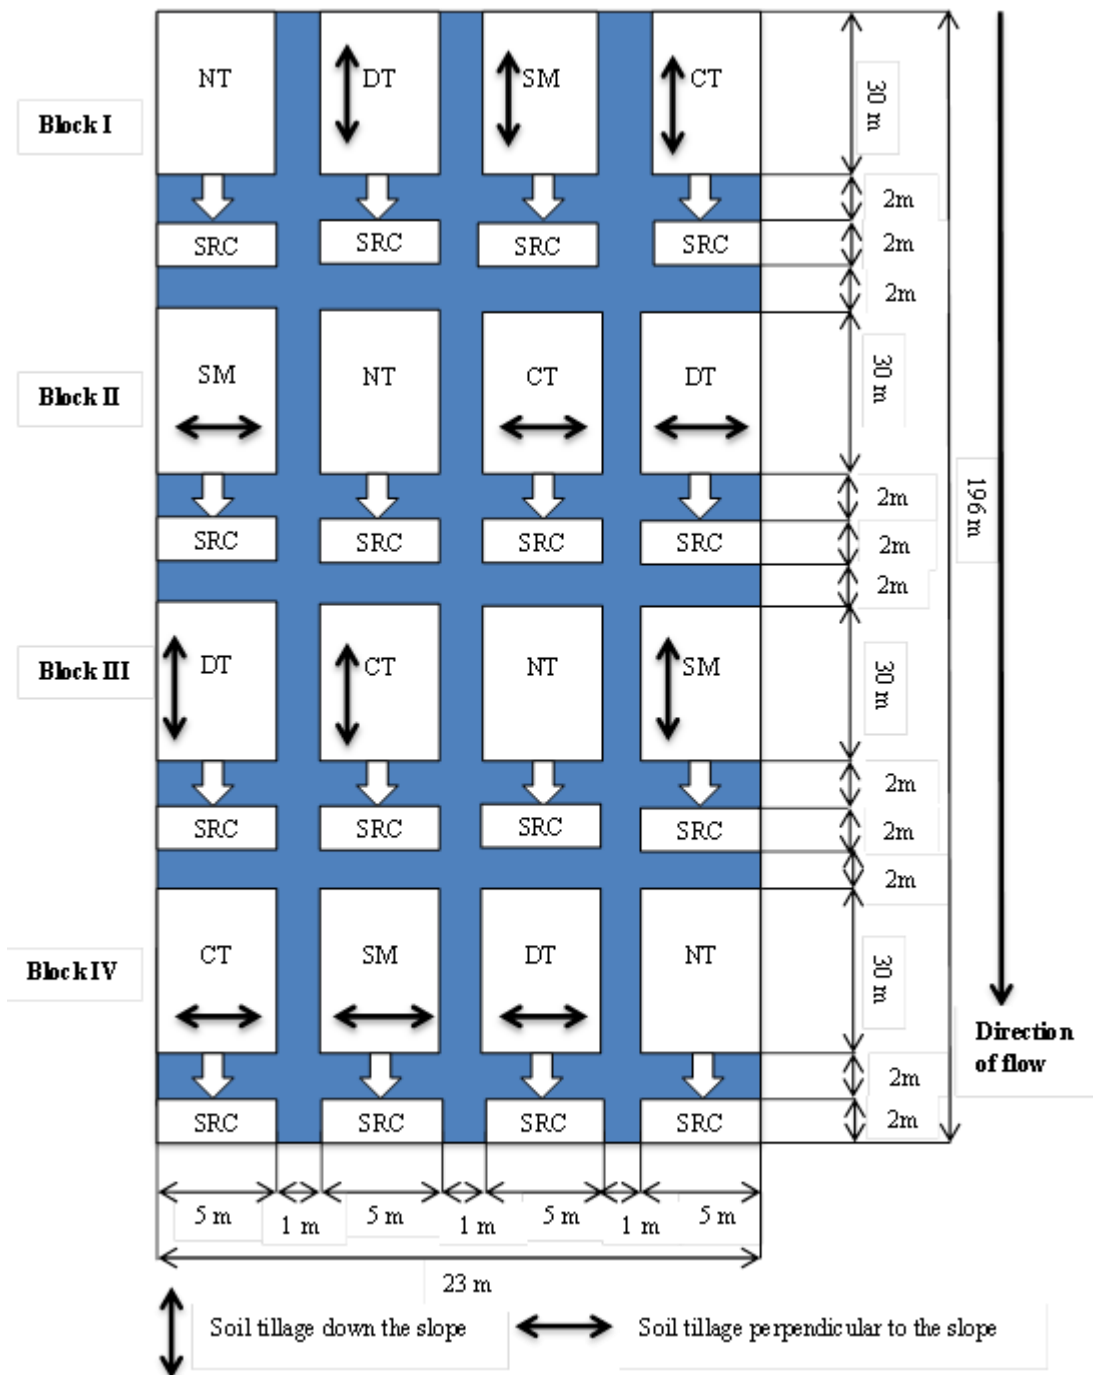 NT
DT
SM
CT
30 m
Block I
2m
SRC
SRC
SRC
SRC
2m
2m
SM
NT
CT
DT
30 m
Block II
2m
SRC
SRC
SRC
SRC
2m
2m
196 m
DT
CT
NT
SM
30 m
Block III
2m
SRC
SRC
SRC
SRC
2m
2m
CT
SM
DT
NT
30 m
Block IV
Direction
of flow
2m
SRC
SRC
SRC
SRC
2m
5 m
1 m
5 m
1 m
5 m
1 m
5 m
23 m
Soil tillage down the slope
Soil tillage perpendicular to the slope